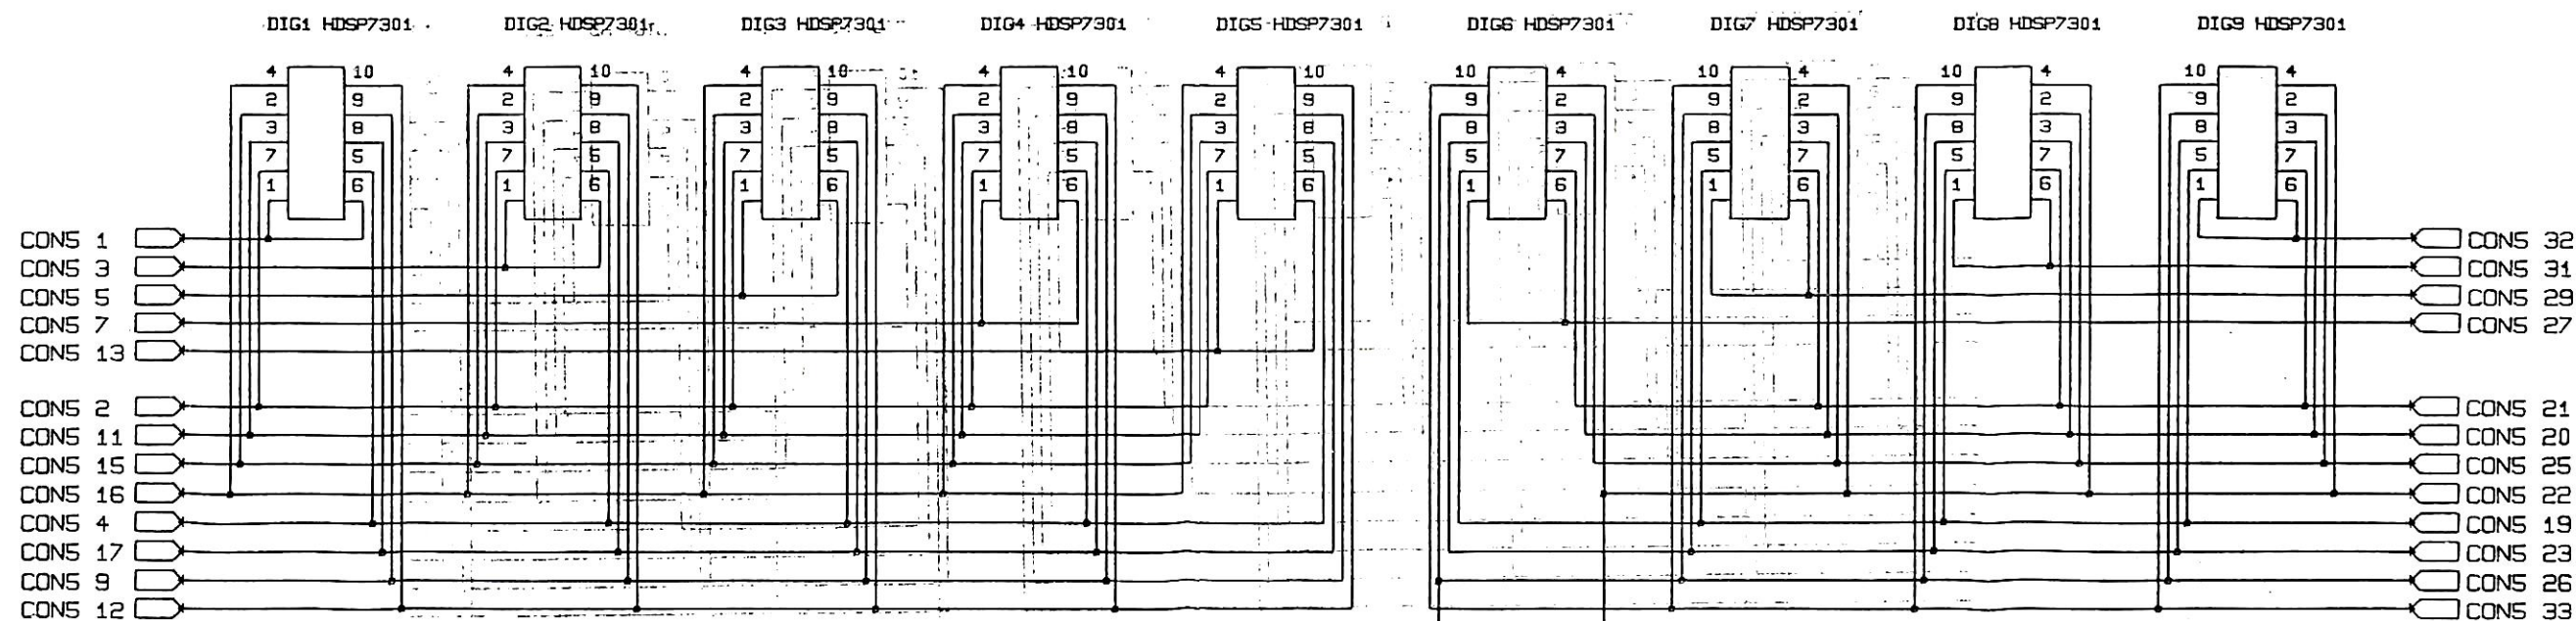 DIG1 HDSP7301 DIG2 HDSP7301 DIG3 HDSP7301 DIG4 HDSP7301 DIG5 HDSP7301 DIG6 HDSP7301 DIG7 HDSP7301 DIG8 HDSP7301 DIG9 HDSP7301
4 10 4 10 4 10 4 10 4 10 10 4 10 4 10 4 10 4
2 9 2 9 2 9 2 9 2 9 9 2 9 2 9 2 9 2
3 8 3 8 3 8 3 8 3 8 8 3 8 3 8 3 8 3
7 5 7 5 7 5 7 5 7 5 5 7 5 7 5 7 5 7
1 6 1 6 1 6 1 6 1 6 1 6 1 6 1 6 1 6
CON5 1 CON5 32
CON5 3 CON5 31
CON5 5 CON5 29
CON5 7 CON5 27
CON5 13
CON5 2 CON5 21
CON5 11 CON5 20
CON5 15 CON5 25
CON5 16 CON5 22
CON5 4 CON5 19
CON5 17 CON5 23
CON5 9 CON5 26
CON5 12 CON5 33